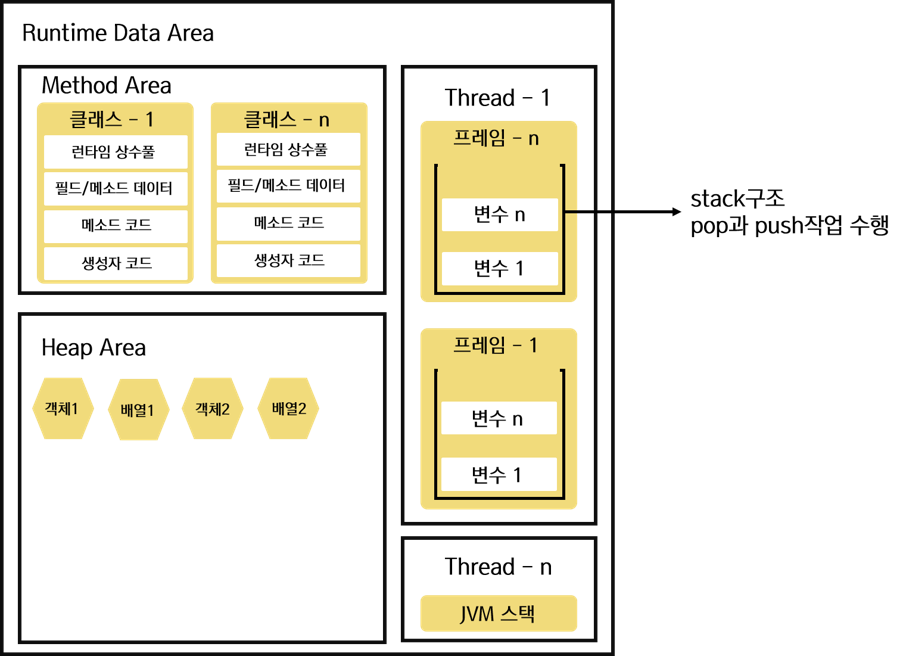 Runtime Data Area
Method Area
클래스 - 1
런타임 상수풀
필드/메소드 데이터
메소드 코드
생성자 코드
클래스 - n
런타임 상수풀
필드/메소드 데이터
메소드 코드
생성자 코드
Heap Area
객체1
배열1
객체2
배열2
Thread - 1
프레임 - n
변수 n
변수 1
프레임 - 1
변수 n
변수 1
Thread - n
JVM 스택
stack구조
pop과 push작업 수행